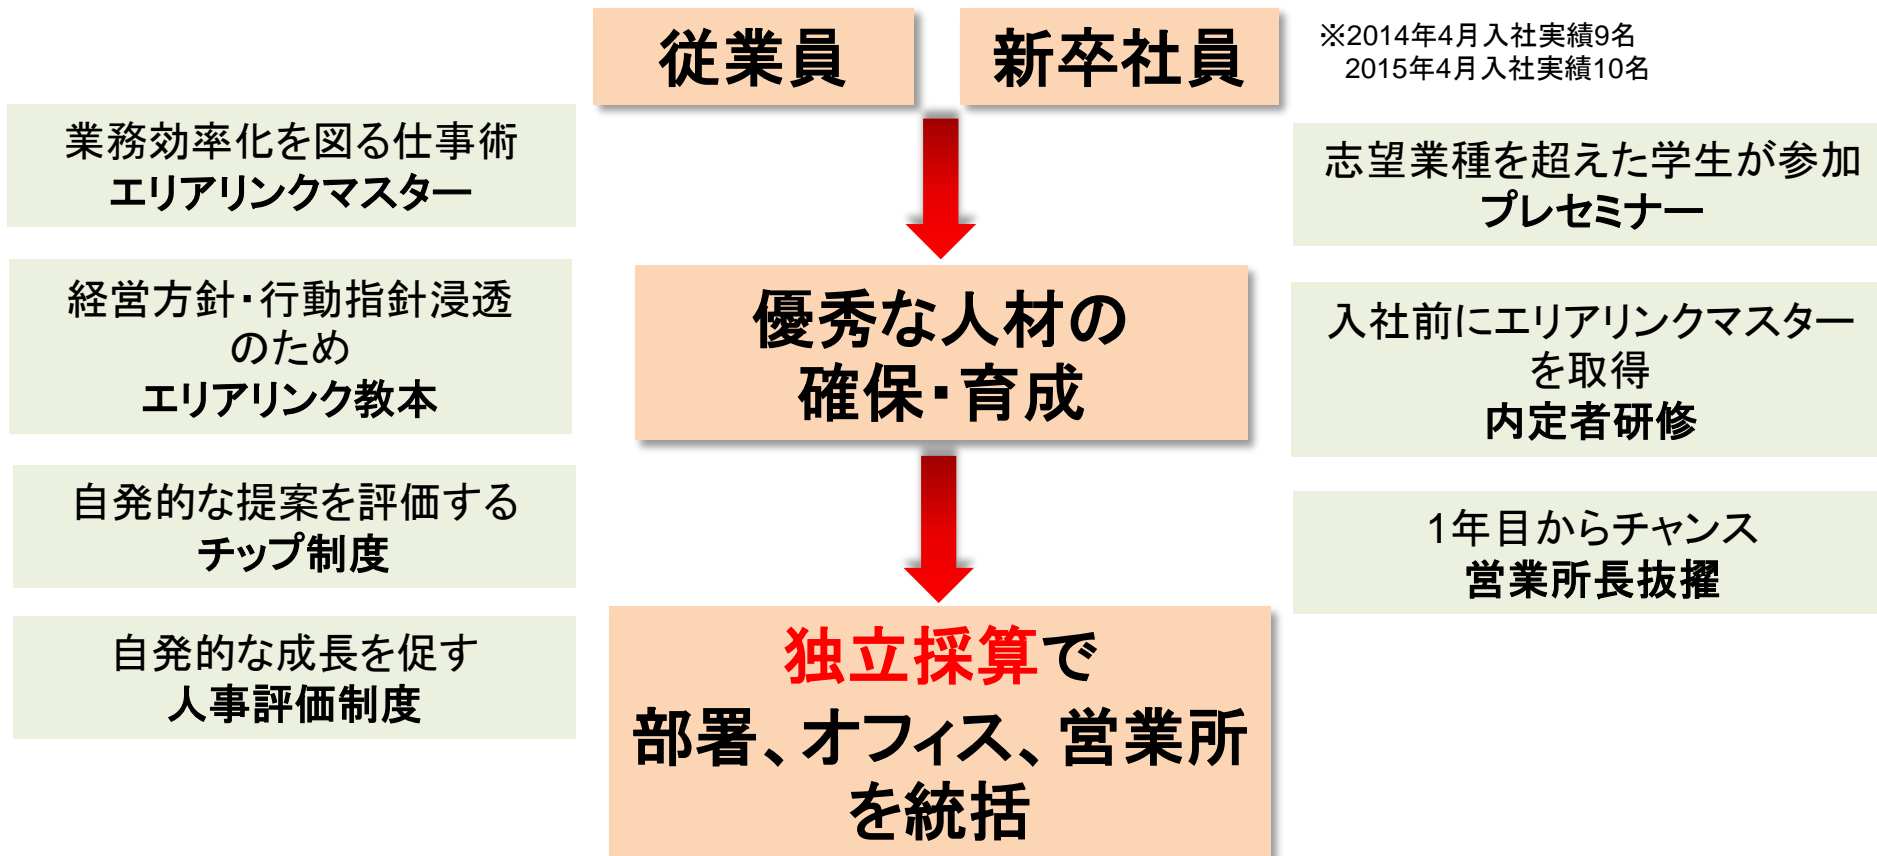 従業員
新卒社員
※2014年4月入社実績9名
2015年4月入社実績10名
業務効率化を図る仕事術
エリアリンクマスター
経営方針・行動指針浸透
のため
エリアリンク教本
自発的な提案を評価する
チップ制度
自発的な成長を促す
人事評価制度
優秀な人材の
確保・育成
独立採算で
部署、オフィス、営業所
を統括
志望業種を超えた学生が参加
プレセミナー
入社前にエリアリンクマスター
を取得
内定者研修
1年目からチャンス
営業所長抜擢